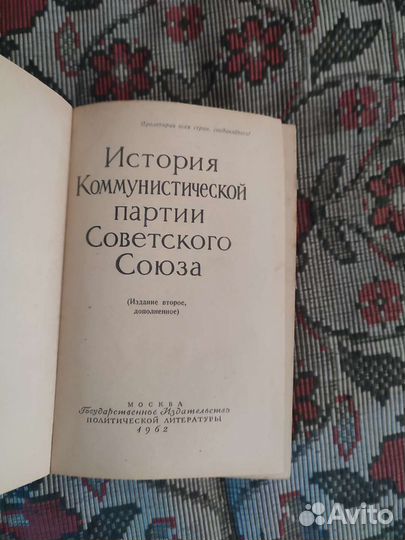 Пролетарии всех стран, соединяйтесь!
История
Коммунистической
партии
Советского
Союза
(Издание второе,
дополненное)
МОСКВА
Государственное Издательство
ПОЛИТИЧЕСКОЙ ЛИТЕРАТУРЫ
1962
Avito